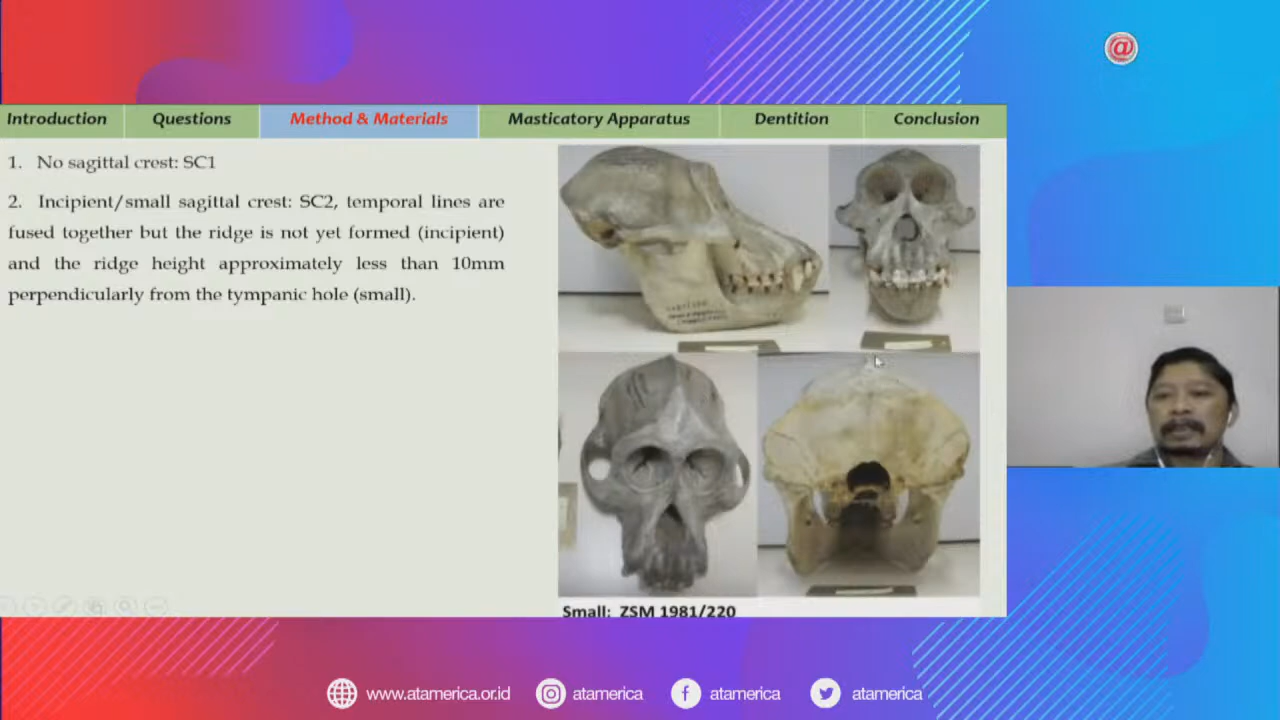 @
Introduction
Questions
Method & Materials
Masticatory Apparatus
Dentition
Conclusion
1. No sagittal crest: SC1
2. Incipient/small sagittal crest: SC2, temporal lines are
fused together but the ridge is not yet formed (incipient)
and the ridge height approximately less than 10mm
perpendicularly from the tympanic hole (small).
Small: ZSM 1981/220
www.atamerica.or.id
atamerica
f
atamerica
atamerica